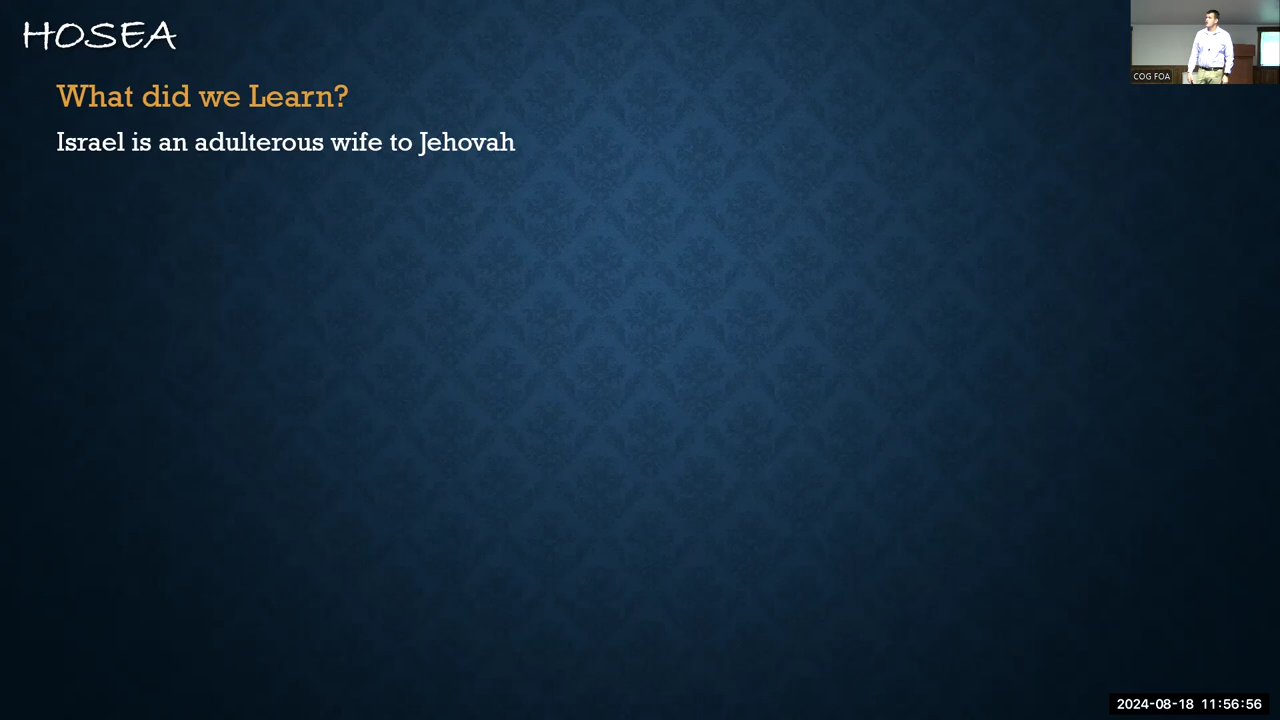 HOSEA
What did we Learn?
Israel is an adulterous wife to Jehovah
COG FOA
2024-08-18 11:56:56